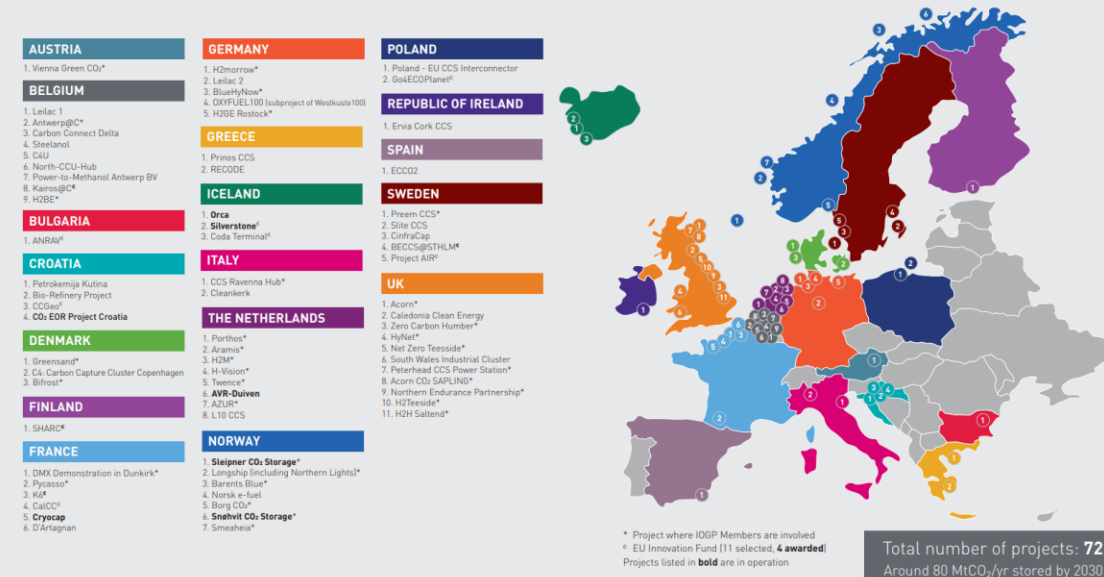 AUSTRIA
1. Vienna Green CO₂*
BELGIUM
1. Leilac 1
2. Antwerp@C*
3. Carbon Connect Delta
4. Steelanol
5. C4U
6. North-CCU-Hub
7. Power-to-Methanol Antwerp BV
8. Kairos@C€
9. H2BE*
BULGARIA
1. ANRAV€
CROATIA
1. Petrokemija Kutina
2. Bio-Refinery Project
3. CCGeo€
4. CO₂ EOR Project Croatia
DENMARK
1. Greensand*
2. C4: Carbon Capture Cluster Copenhagen
3. Bifrost*
FINLAND
1. SHARC€
FRANCE
1. DMX Demonstration in Dunkirk*
2. Pycasso*
3. K6€
4. CalCC€
5. Cryocap
6. D'Artagnan
GERMANY
1. H2morrow*
2. Leilac 2
3. BlueHyNow*
4. OXYFUEL100 (subproject of Westkuste100)
5. H2GE Rostock*
GREECE
1. Prinos CCS
2. RECODE
ICELAND
1. Orca
2. Silverstone€
3. Coda Terminal€
ITALY
1. CCS Ravenna Hub*
2. Cleankerk
THE NETHERLANDS
1. Porthos*
2. Aramis*
3. H2M*
4. H-Vision*
5. Twence*
6. AVR-Duiven
7. AZUR*
8. L10 CCS
NORWAY
1. Sleipner CO₂ Storage*
2. Longship (including Northern Lights)*
3. Barents Blue*
4. Norsk e-fuel
5. Borg CO₂*
6. Snøhvit CO₂ Storage*
7. Smeaheia*
POLAND
1. Poland - EU CCS Interconnector
2. Go4ECOPlanet€
REPUBLIC OF IRELAND
1. Ervia Cork CCS
SPAIN
1. ECCO2
SWEDEN
1. Preem CCS*
2. Slite CCS
3. CinfraCap
4. BECCS@STHLM€
5. Project AIR€
UK
1. Acorn*
2. Caledonia Clean Energy
3. Zero Carbon Humber*
4. HyNet*
5. Net Zero Teesside*
6. South Wales Industrial Cluster
7. Peterhead CCS Power Station*
8. Acorn CO₂ SAPLING*
9. Northern Endurance Partnership*
10. H2Teeside*
11. H2H Saltend*
* Project where IOGP Members are involved
€ EU Innovation Fund (11 selected, 4 awarded)
Projects listed in bold are in operation
Total number of projects: 72
Around 80 MtCO₂/yr stored by 2030